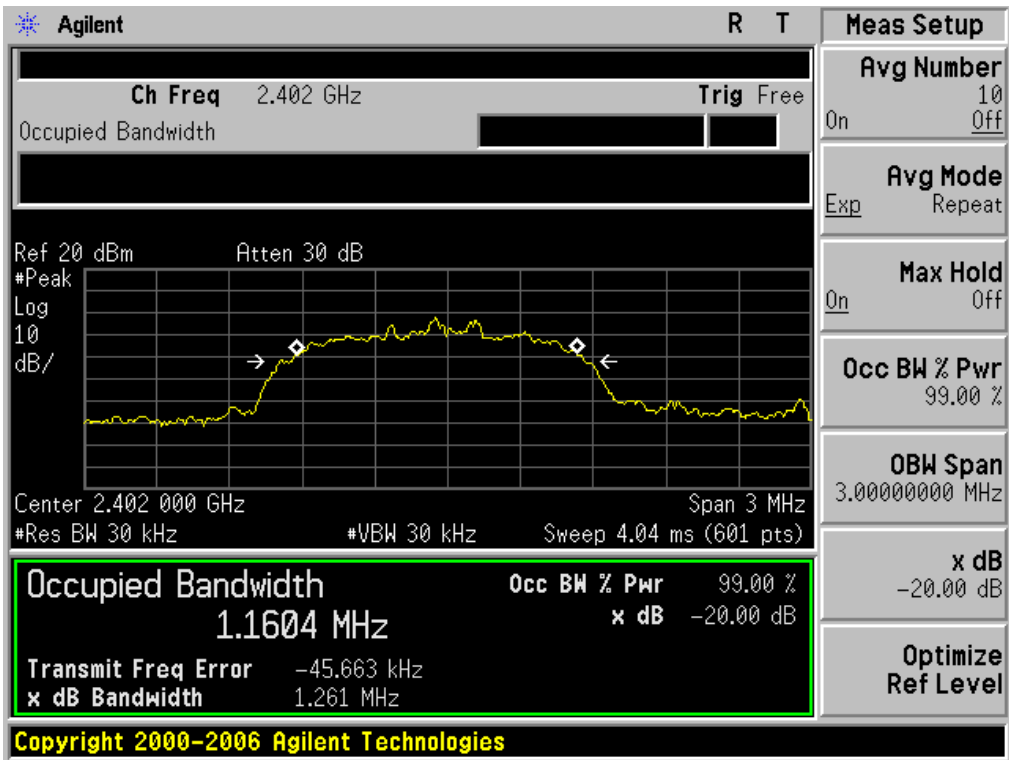 Agilent R T
Ch Freq 2.402 GHz Trig Free
Occupied Bandwidth
Ref 20 dBm Atten 30 dB
#Peak
Log
10
dB/
Center 2.402 000 GHz Span 3 MHz
#Res BW 30 kHz #VBW 30 kHz Sweep 4.04 ms (601 pts)
Occupied Bandwidth Occ BW % Pwr 99.00 %
1.1604 MHz x dB -20.00 dB
Transmit Freq Error -45.663 kHz
x dB Bandwidth 1.261 MHz
Copyright 2000-2006 Agilent Technologies
Meas Setup
Avg Number
10
On Off
Avg Mode
Exp Repeat
Max Hold
On Off
Occ BW % Pwr
99.00 %
OBW Span
3.00000000 MHz
x dB
-20.00 dB
Optimize
Ref Level